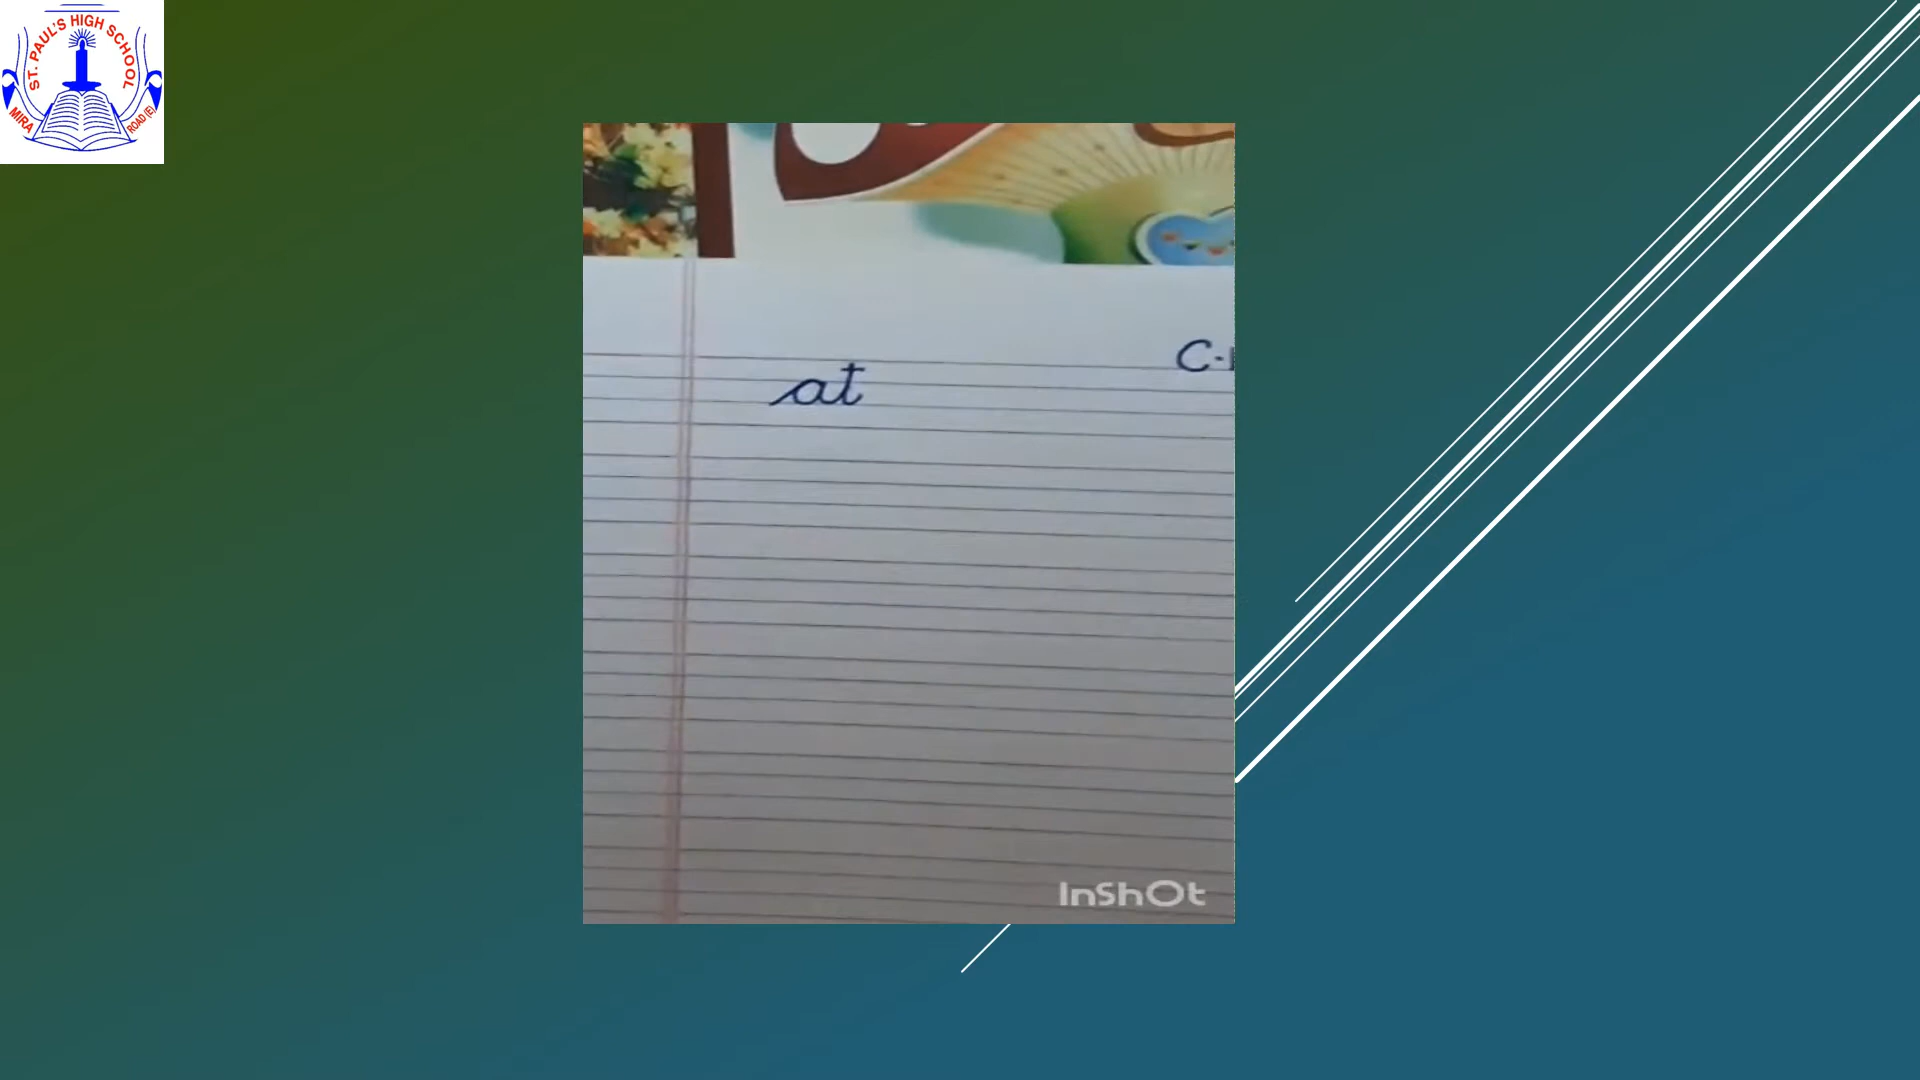 ST. PAUL'S HIGH SCHOOL
MIRA ROAD (E)
C-
at
InShOt